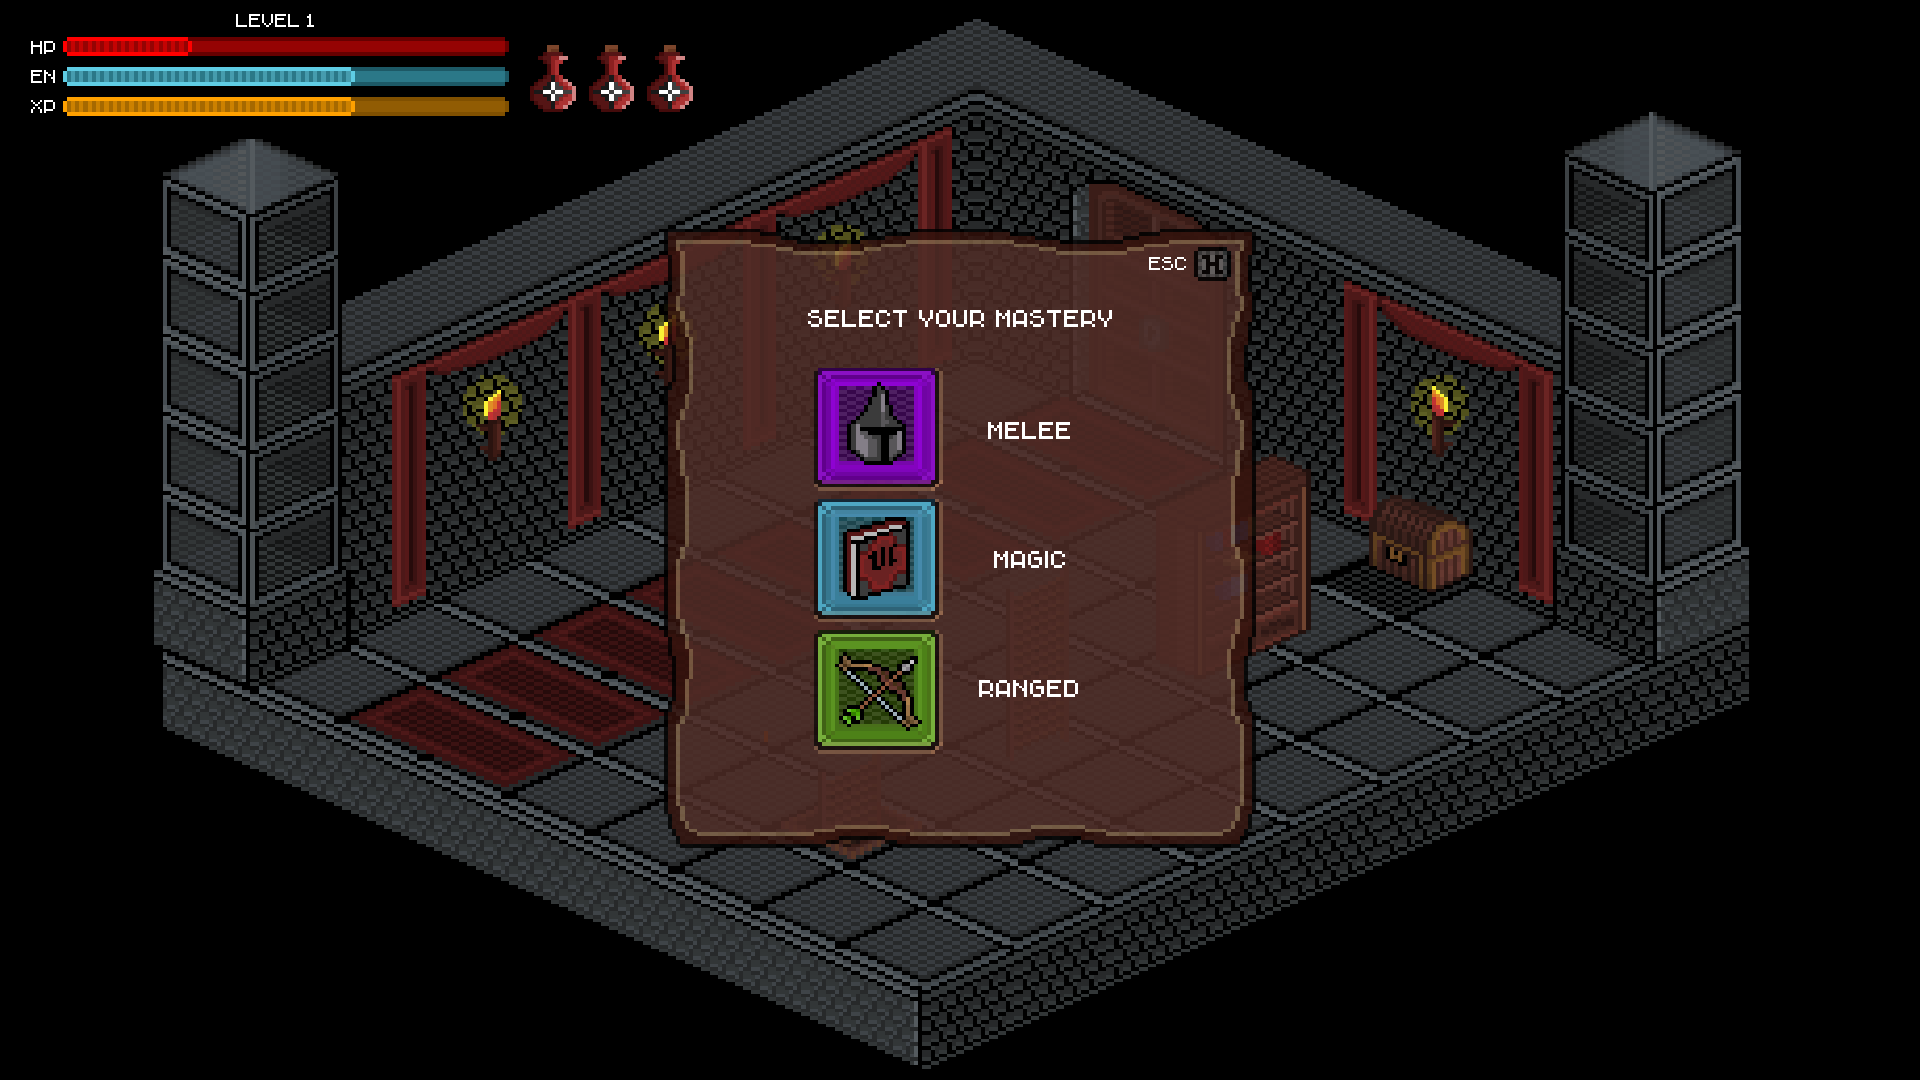 LEVEL 1
HP
EN
XP
ESC
SELECT YOUR MASTERY
MELEE
MAGIC
RANGED